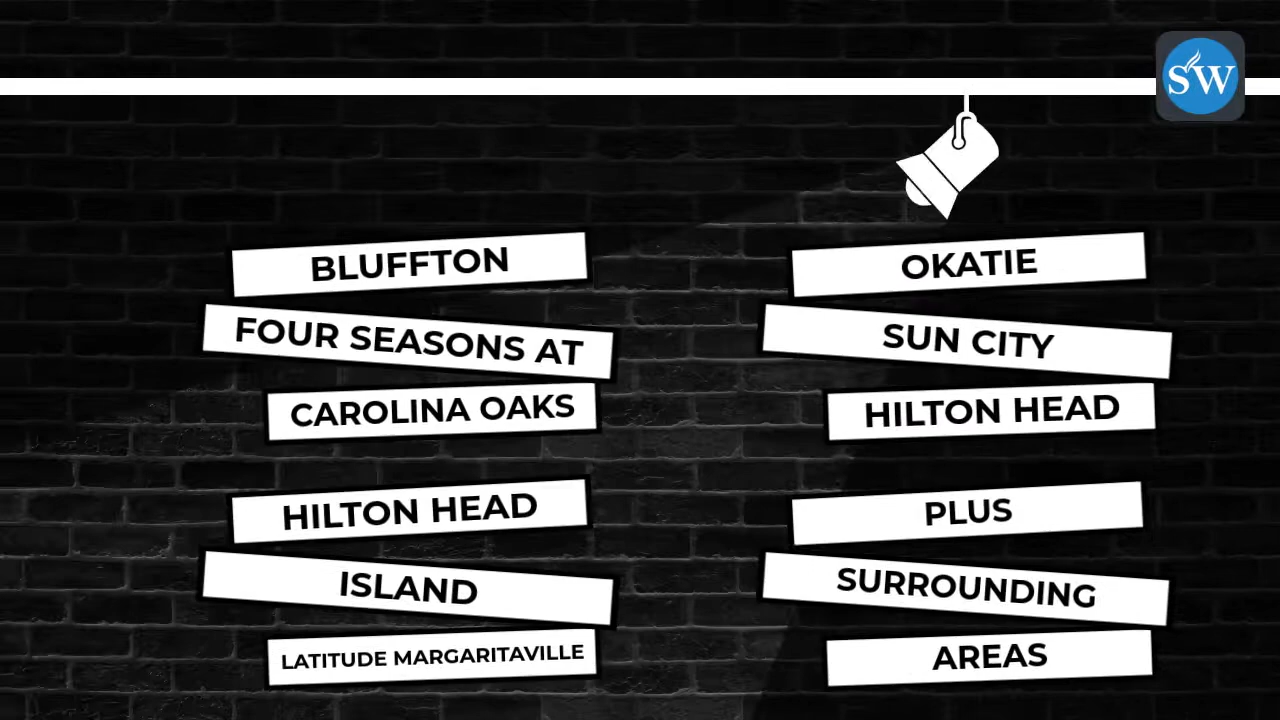 SW
BLUFFTON
FOUR SEASONS AT
CAROLINA OAKS
HILTON HEAD
ISLAND
LATITUDE MARGARITAVILLE
OKATIE
SUN CITY
HILTON HEAD
PLUS
SURROUNDING
AREAS